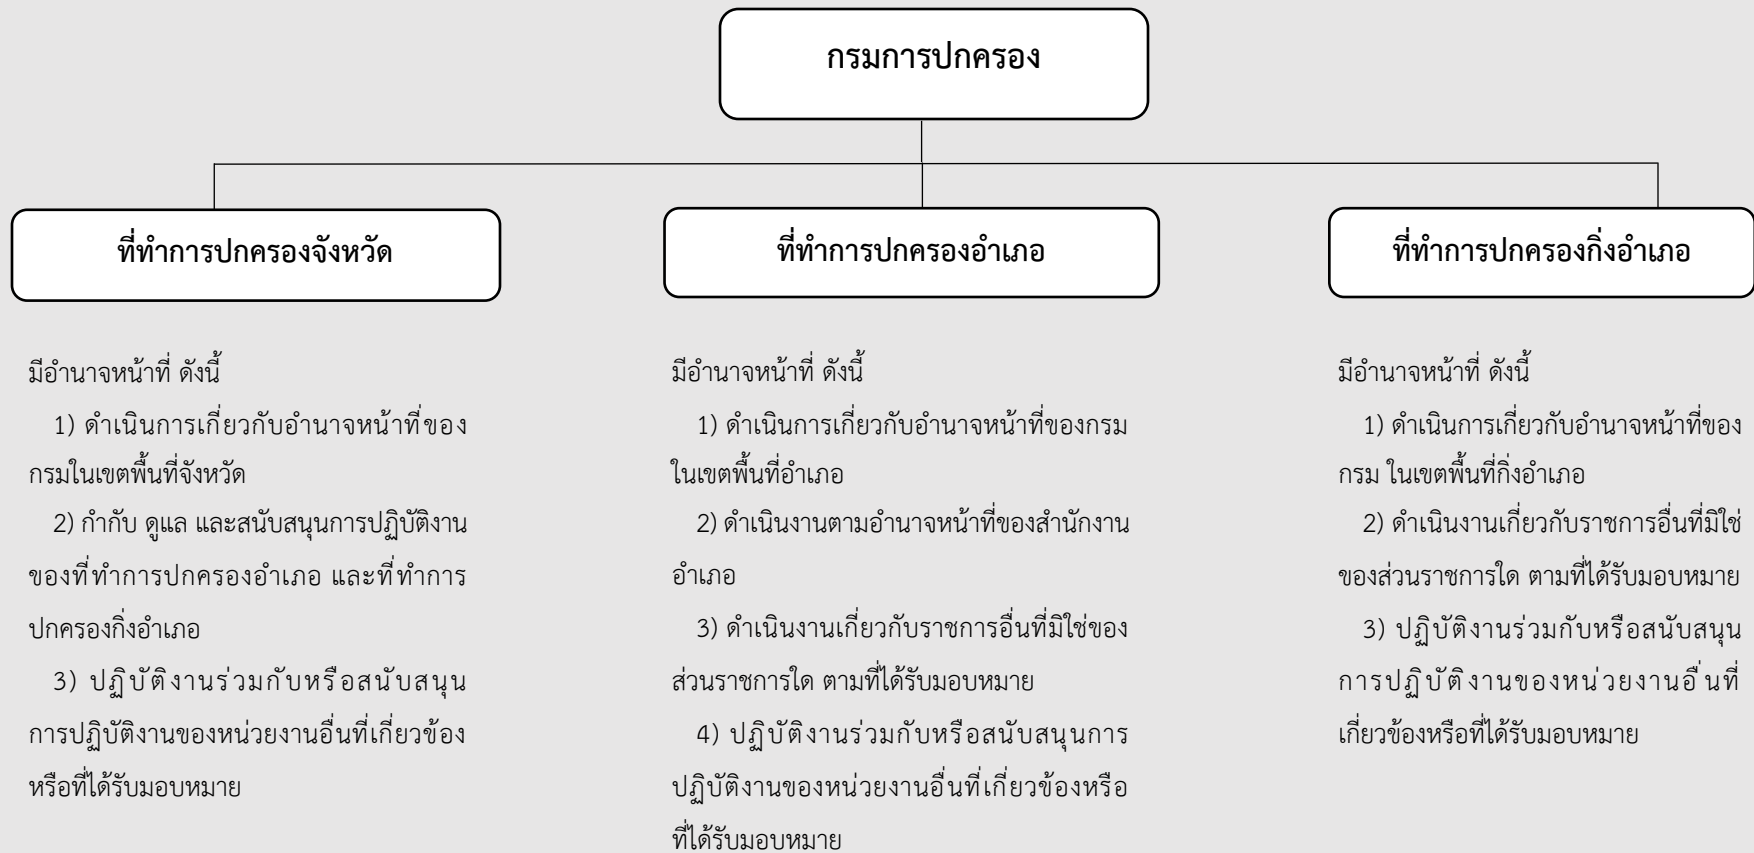 กรมการปกครอง
ที่ทำการปกครองจังหวัด
มีอำนาจหน้าที่ ดังนี้
1) ดำเนินการเกี่ยวกับอำนาจหน้าที่ของ
กรมในเขตพื้นที่จังหวัด
2) กำกับ ดูแล และสนับสนุนการปฏิบัติงาน
ของที่ทำการปกครองอำเภอ และที่ทำการ
ปกครองกิ่งอำเภอ
3) ปฏิบัติงานร่วมกับหรือสนับสนุน
การปฏิบัติงานของหน่วยงานอื่นที่เกี่ยวข้อง
หรือที่ได้รับมอบหมาย
ที่ทำการปกครองอำเภอ
มีอำนาจหน้าที่ ดังนี้
1) ดำเนินการเกี่ยวกับอำนาจหน้าที่ของกรม
ในเขตพื้นที่อำเภอ
2) ดำเนินงานตามอำนาจหน้าที่ของสำนักงาน
อำเภอ
3) ดำเนินงานเกี่ยวกับราชการอื่นที่มิใช่ของ
ส่วนราชการใด ตามที่ได้รับมอบหมาย
4) ปฏิบัติงานร่วมกับหรือสนับสนุนการ
ปฏิบัติงานของหน่วยงานอื่นที่เกี่ยวข้องหรือ
ที่ได้รับมอบหมาย
ที่ทำการปกครองกิ่งอำเภอ
มีอำนาจหน้าที่ ดังนี้
1) ดำเนินการเกี่ยวกับอำนาจหน้าที่ของ
กรม ในเขตพื้นที่กิ่งอำเภอ
2) ดำเนินงานเกี่ยวกับราชการอื่นที่มิใช่
ของส่วนราชการใด ตามที่ได้รับมอบหมาย
3) ปฏิบัติงานร่วมกับหรือสนับสนุน
การปฏิบัติงานของหน่วยงานอื่นที่
เกี่ยวข้องหรือที่ได้รับมอบหมาย